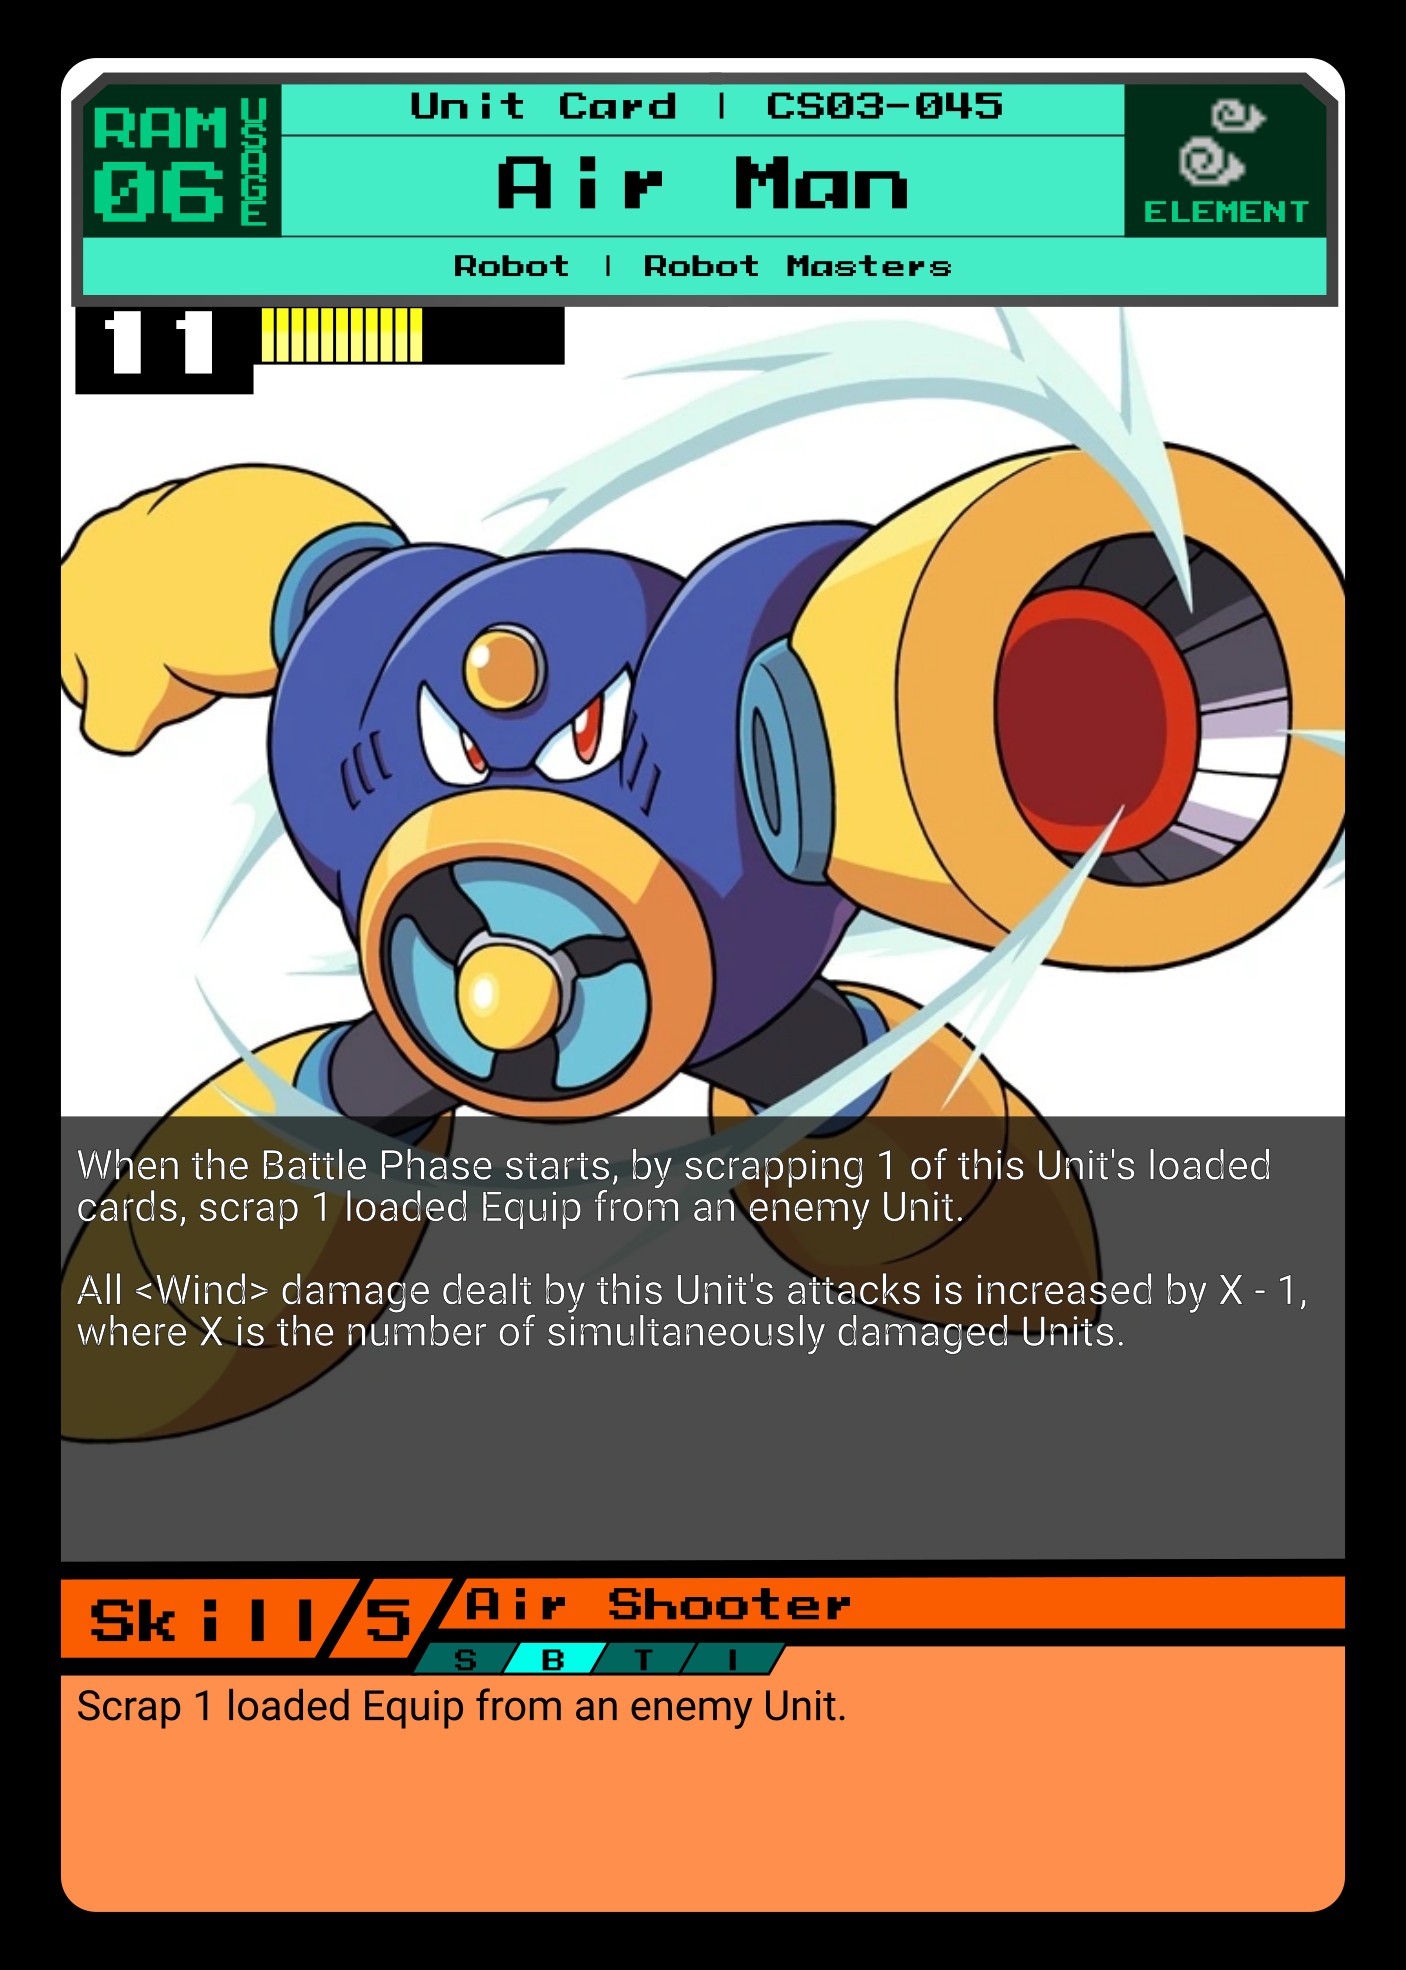 Unit Card | CS03-045
RAM 06 USAGE
Air Man
ELEMENT
Robot | Robot Masters
11
When the Battle Phase starts, by scrapping 1 of this Unit's loaded
cards, scrap 1 loaded Equip from an enemy Unit.
All <Wind> damage dealt by this Unit's attacks is increased by X - 1,
where X is the number of simultaneously damaged Units.
Skill/5 Air Shooter
S B T I
Scrap 1 loaded Equip from an enemy Unit.